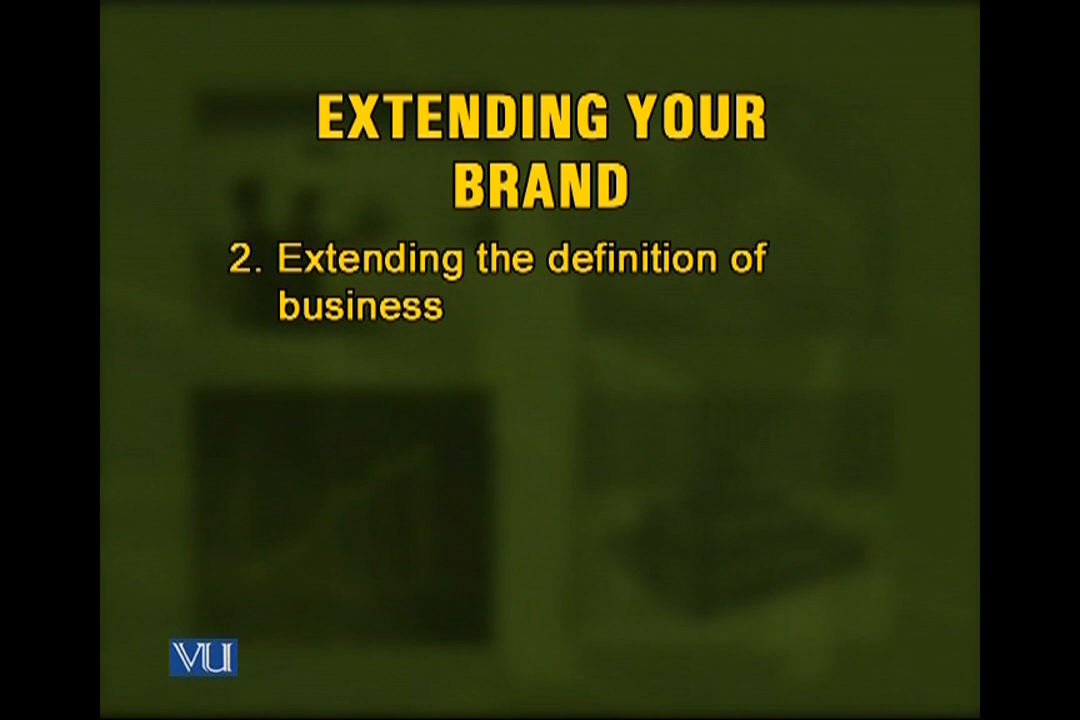 EXTENDING YOUR
BRAND
2. Extending the definition of
business
VU